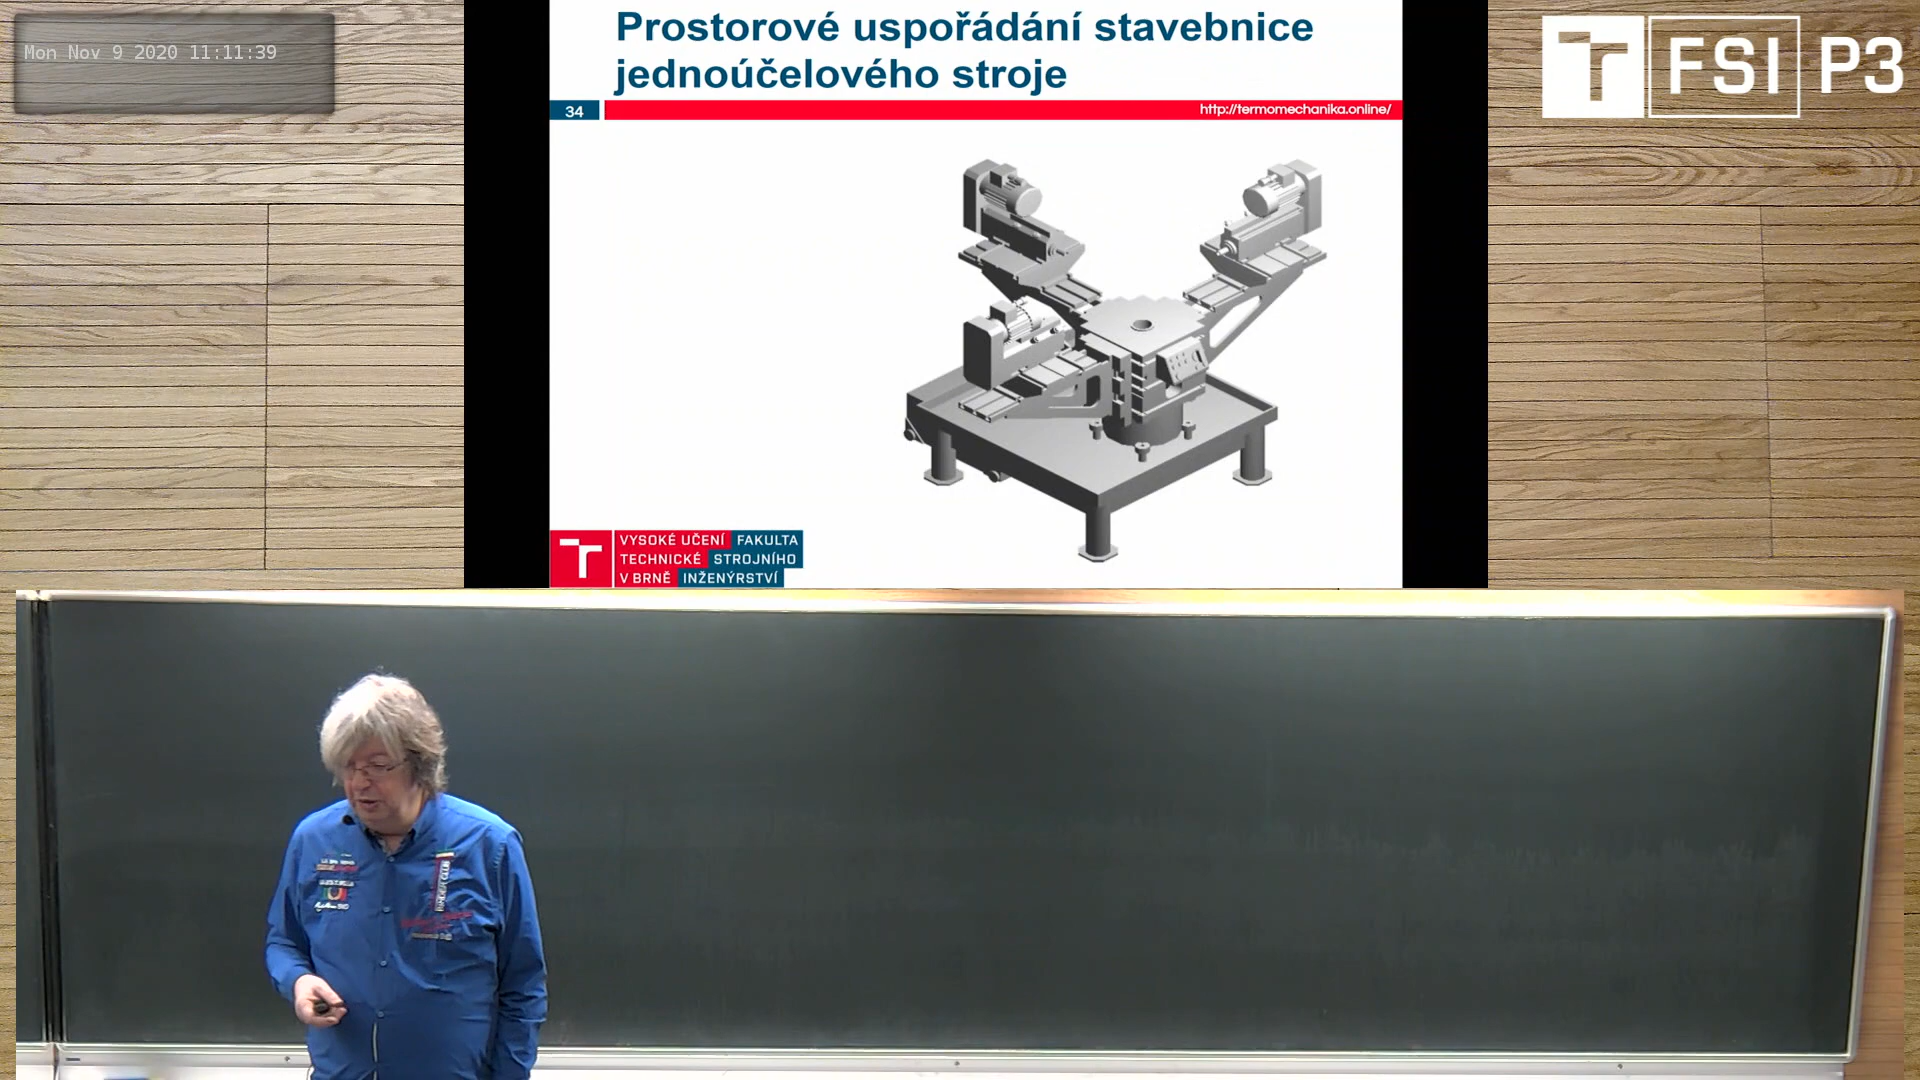 Mon Nov 9 2020 11:11:39
Prostorové uspořádání stavebnice
jednoúčelového stroje
34
http://termomechanika.online/
T FSI P3
VYSOKÉ UČENÍ FAKULTA
TECHNICKÉ STROJNÍHO
V BRNĚ INŽENÝRSTVÍ